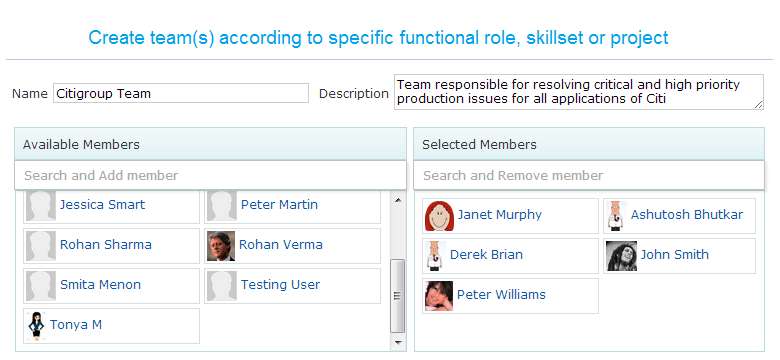 Create team(s) according to specific functional role, skillset or project
Name Citigroup Team Description Team responsible for resolving critical and high priority
production issues for all applications of Citi
Available Members
Search and Add member
Jessica Smart Peter Martin
Rohan Sharma Rohan Verma
Smita Menon Testing User
Tonya M
Selected Members
Search and Remove member
Janet Murphy Ashutosh Bhutkar
Derek Brian John Smith
Peter Williams